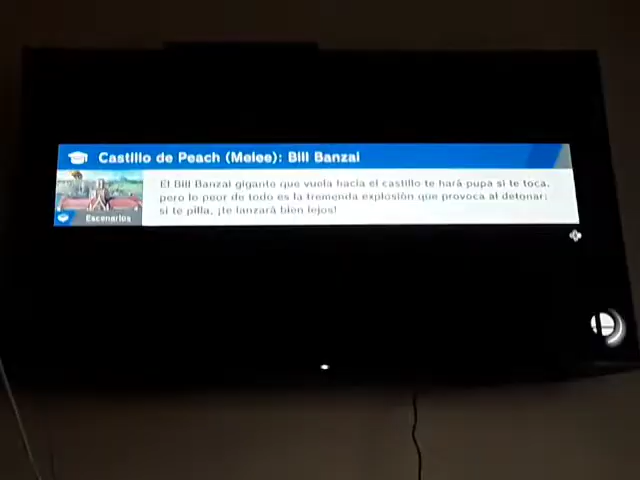 Castillo de Peach (Melee): Bill Banzai
El Bill Banzai gigante que vuela hacia el castillo te hará pupa si te toca,
pero lo peor de todo es la tremenda explosión que provoca al detonar:
si te pilla, ¡te lanzará bien lejos!
Escenarios